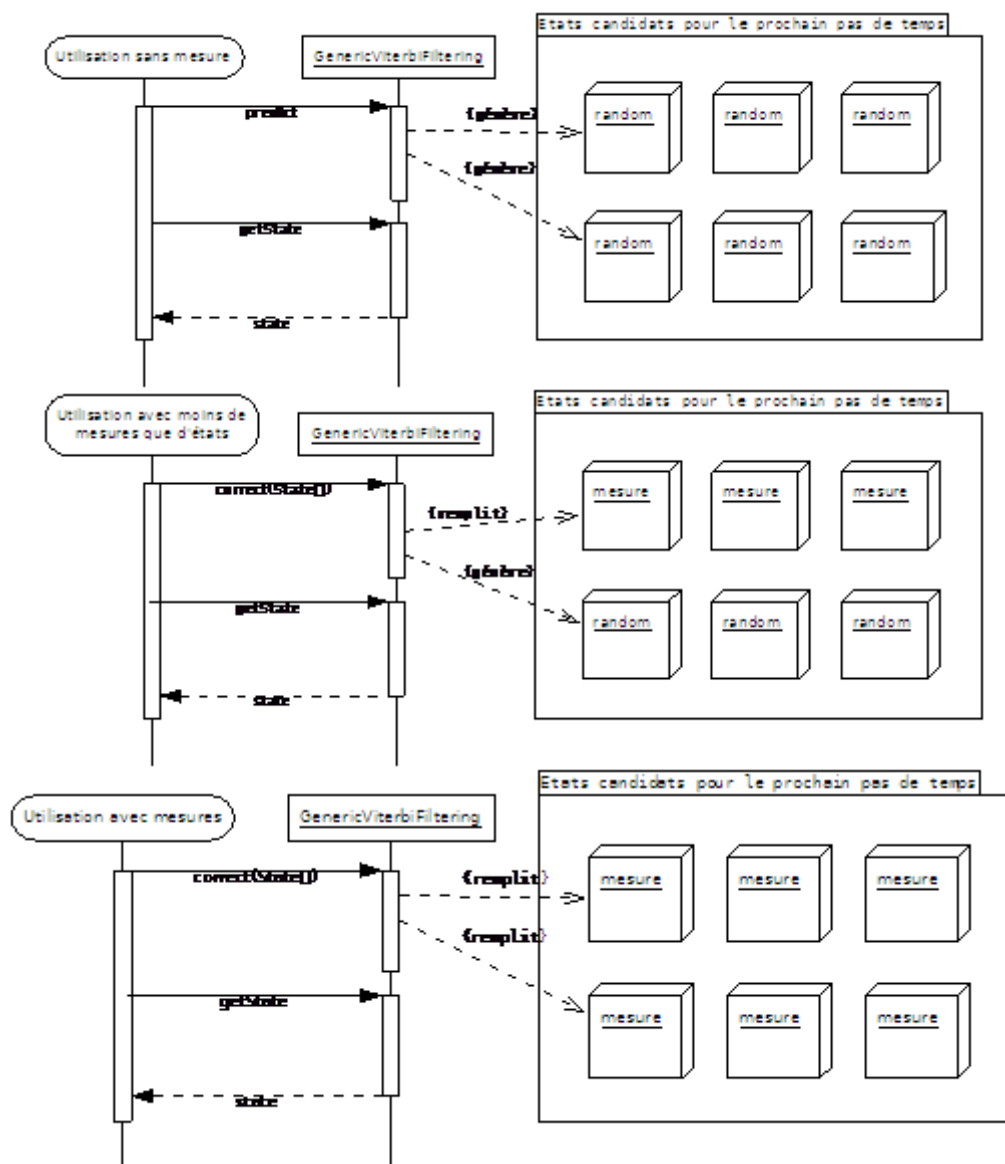 Etats candidats pour le prochain pas de temps
Utilisation sans mesure
GenericViterbiFiltering
predict
{génère}
random random random
{génère}
getState
random random random
state
Etats candidats pour le prochain pas de temps
Utilisation avec moins de
mesures que d'états
GenericViterbiFiltering
correct(State[])
mesure mesure mesure
{remplit}
{génère}
getState
random random random
state
Etats candidats pour le prochain pas de temps
Utilisation avec mesures
GenericViterbiFiltering
correct(State[])
{remplit}
mesure mesure mesure
{remplit}
getState
mesure mesure mesure
state